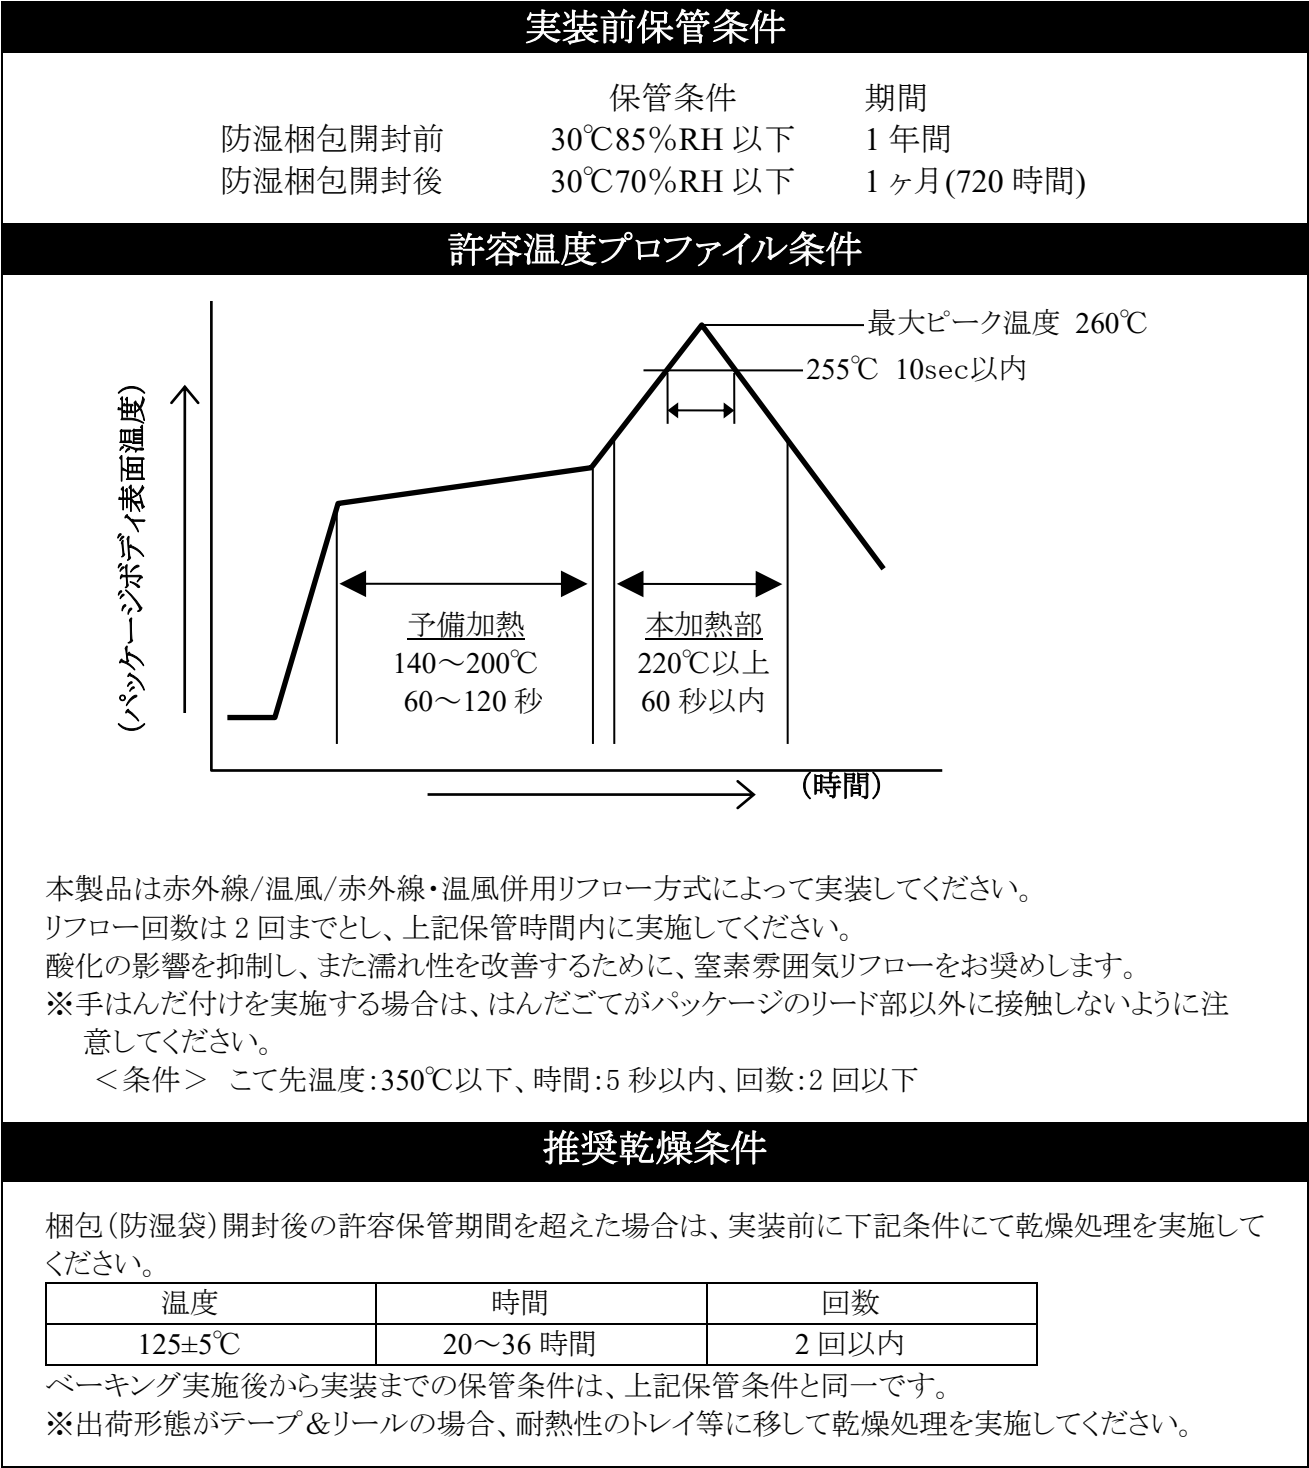 実装前保管条件
保管条件 期間
防湿梱包開封前 30℃85％RH 以下 1 年間
防湿梱包開封後 30℃70％RH 以下 1 ヶ月(720 時間)
許容温度プロファイル条件
最大ピーク温度 260℃
255℃ 10sec以内
(パッケージボディ表面温度)
予備加熱
140～200℃
60～120 秒
本加熱部
220℃以上
60 秒以内
(時間)
本製品は赤外線/温風/赤外線・温風併用リフロー方式によって実装してください。
リフロー回数は 2 回までとし、上記保管時間内に実施してください。
酸化の影響を抑制し、また濡れ性を改善するために、窒素雰囲気リフローをお奨めします。
※手はんだ付けを実施する場合は、はんだごてがパッケージのリード部以外に接触しないように注
意してください。
＜条件＞ こて先温度：350℃以下、時間：5 秒以内、回数：2 回以下
推奨乾燥条件
梱包（防湿袋）開封後の許容保管期間を超えた場合は、実装前に下記条件にて乾燥処理を実施して
ください。
温度 時間 回数
125±5℃ 20～36 時間 2 回以内
ベーキング実施後から実装までの保管条件は、上記保管条件と同一です。
※出荷形態がテープ＆リールの場合、耐熱性のトレイ等に移して乾燥処理を実施してください。